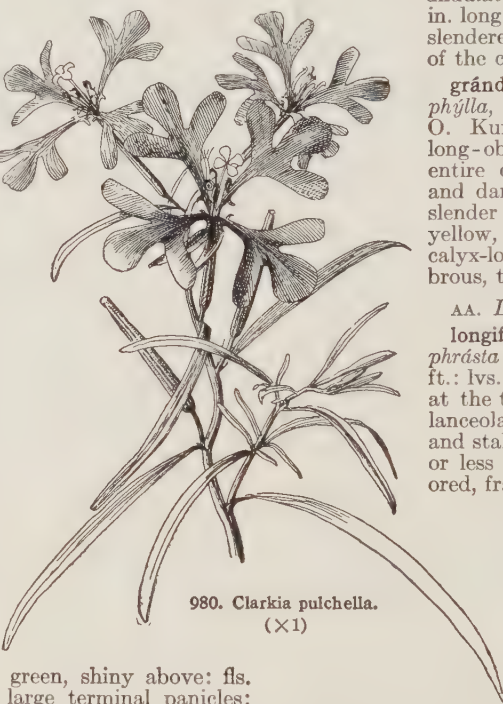 in. long
slendere
of the c
gránd
phýlla,
O. Kur
long-ob
entire
and dar
slender
yellow,
calyx-lo
brous, t
AA. L
longif
phrásta
ft.: lvs.
at the t
lanceola
and sta
or less
ored, fr
980. Clarkia pulchella.
(×1)
green, shiny above: fls.
large terminal panicles: